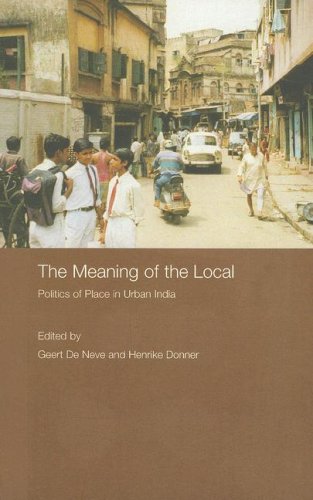 The Meaning of the Local
Politics of Place in Urban India
Edited by
Geert De Neve and Henrike Donner